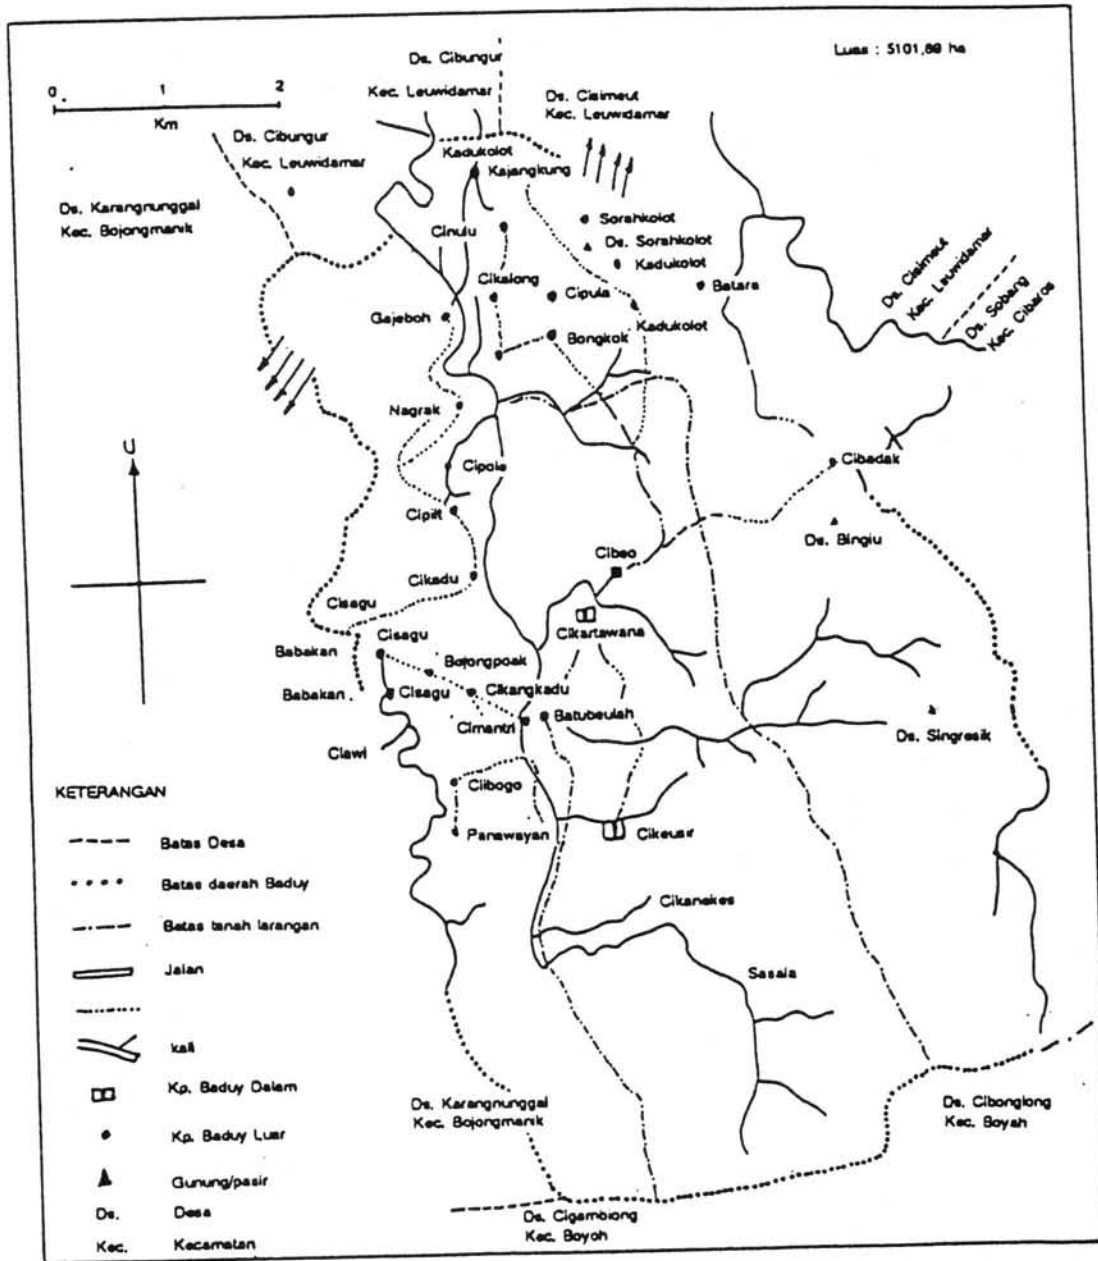 Luas : 5101,89 ha
0 1 2
Km
Ds. Cibungur
Kec. Leuwidamar
Ds. Cisimeut
Kec. Leuwidamar
Ds. Cibungur
Kec. Leuwidamar
Ds. Karangnunggal
Kec. Bojongmanik
Kadukolot
Kajangkung
Cinulu
Sorahkolot
Ds. Sorahkolot
Kadukolot
Batara
Cikalong
Cipula
Kadukolot
Gajeboh
Bongkok
Ds. Cisimeut
Kec. Leuwidamar
Ds. Sobang
Kec. Cibaros
Nagrak
U
Cipole
Cibadak
Cipiit
Ds. Bingiu
Cibeo
Cikadu
Cisagu
Cikartawana
Cisagu
Babakan
Bojongpoak
Babakan
Cisagu
Cikangkadu
Cimantri
Batubeulah
Ds. Singresik
Ciawi
Cibogo
Panawayan
Cikeusir
Cikanekes
Sasala
KETERANGAN
Batas Desa
Batas daerah Baduy
Batas tanah larangan
Jalan
kali
Kp. Baduy Dalam
Kp. Baduy Luar
Gunung/pasir
Ds. Desa
Kec. Kecamatan
Ds. Karangnunggal
Kec. Bojongmanik
Ds. Cibonglong
Kec. Boyah
Ds. Cigambiong
Kec. Boyoh